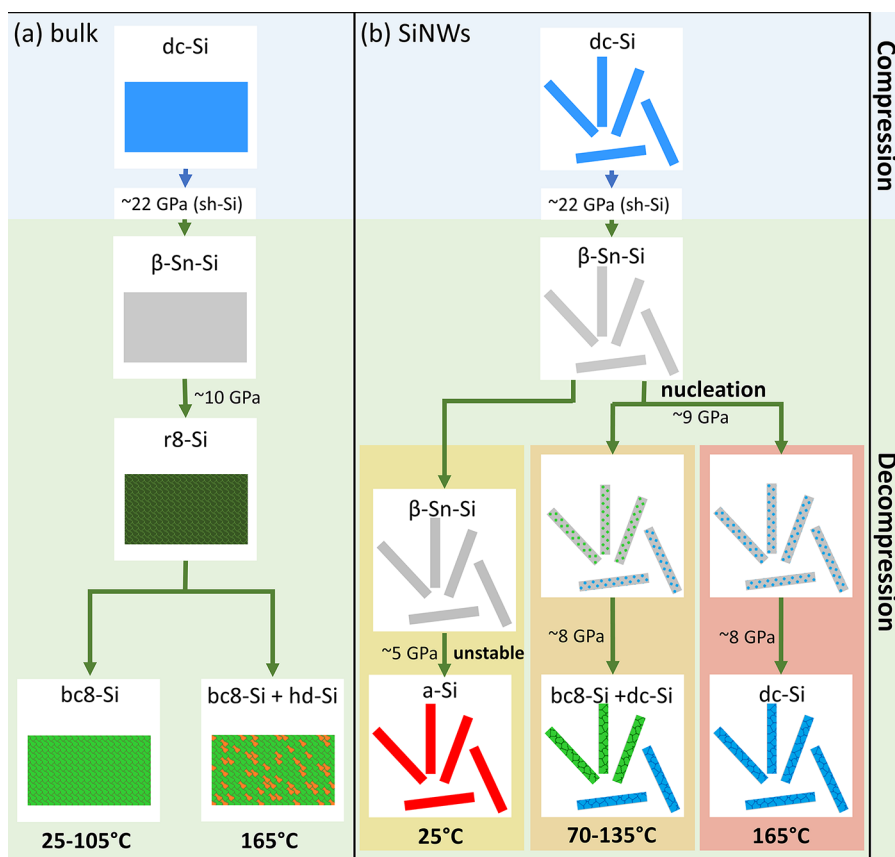 (a) bulk
dc-Si
~22 GPa (sh-Si)
β-Sn-Si
~10 GPa
r8-Si
bc8-Si
bc8-Si + hd-Si
25-105°C
165°C
(b) SiNWs
dc-Si
~22 GPa (sh-Si)
β-Sn-Si
nucleation
~9 GPa
β-Sn-Si
~5 GPa
unstable
~8 GPa
~8 GPa
a-Si
bc8-Si +dc-Si
dc-Si
25°C
70-135°C
165°C
Compression
Decompression